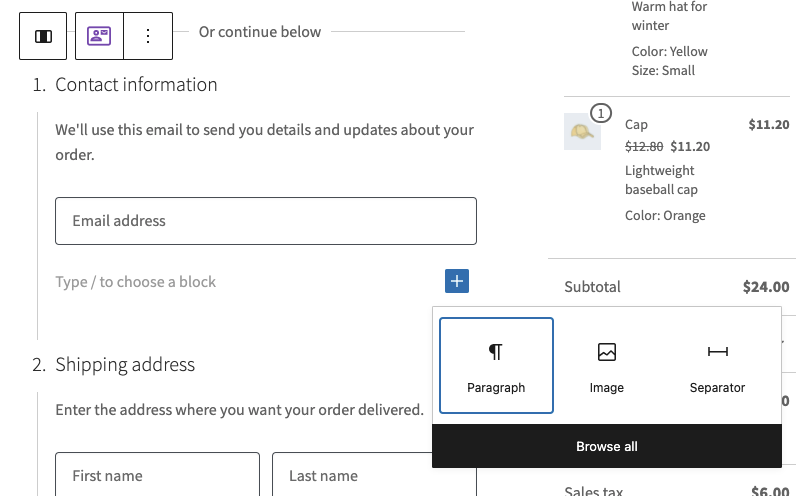 Or continue below
1. Contact information
We'll use this email to send you details and updates about your
order.
Email address
Type / to choose a block
2. Shipping address
Enter the address where you want your order delivered.
First name
Last name
Warm hat for
winter
Color: Yellow
Size: Small
1
Cap
$11.20
$12.80 $11.20
Lightweight
baseball cap
Color: Orange
Subtotal
$24.00
Paragraph
Image
Separator
Browse all
Sales tax
$6.00